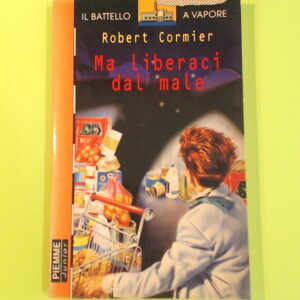 IL BATTELLO A VAPORE
Robert Cormier
Ma liberaci
dal male
PIEMME
Junior